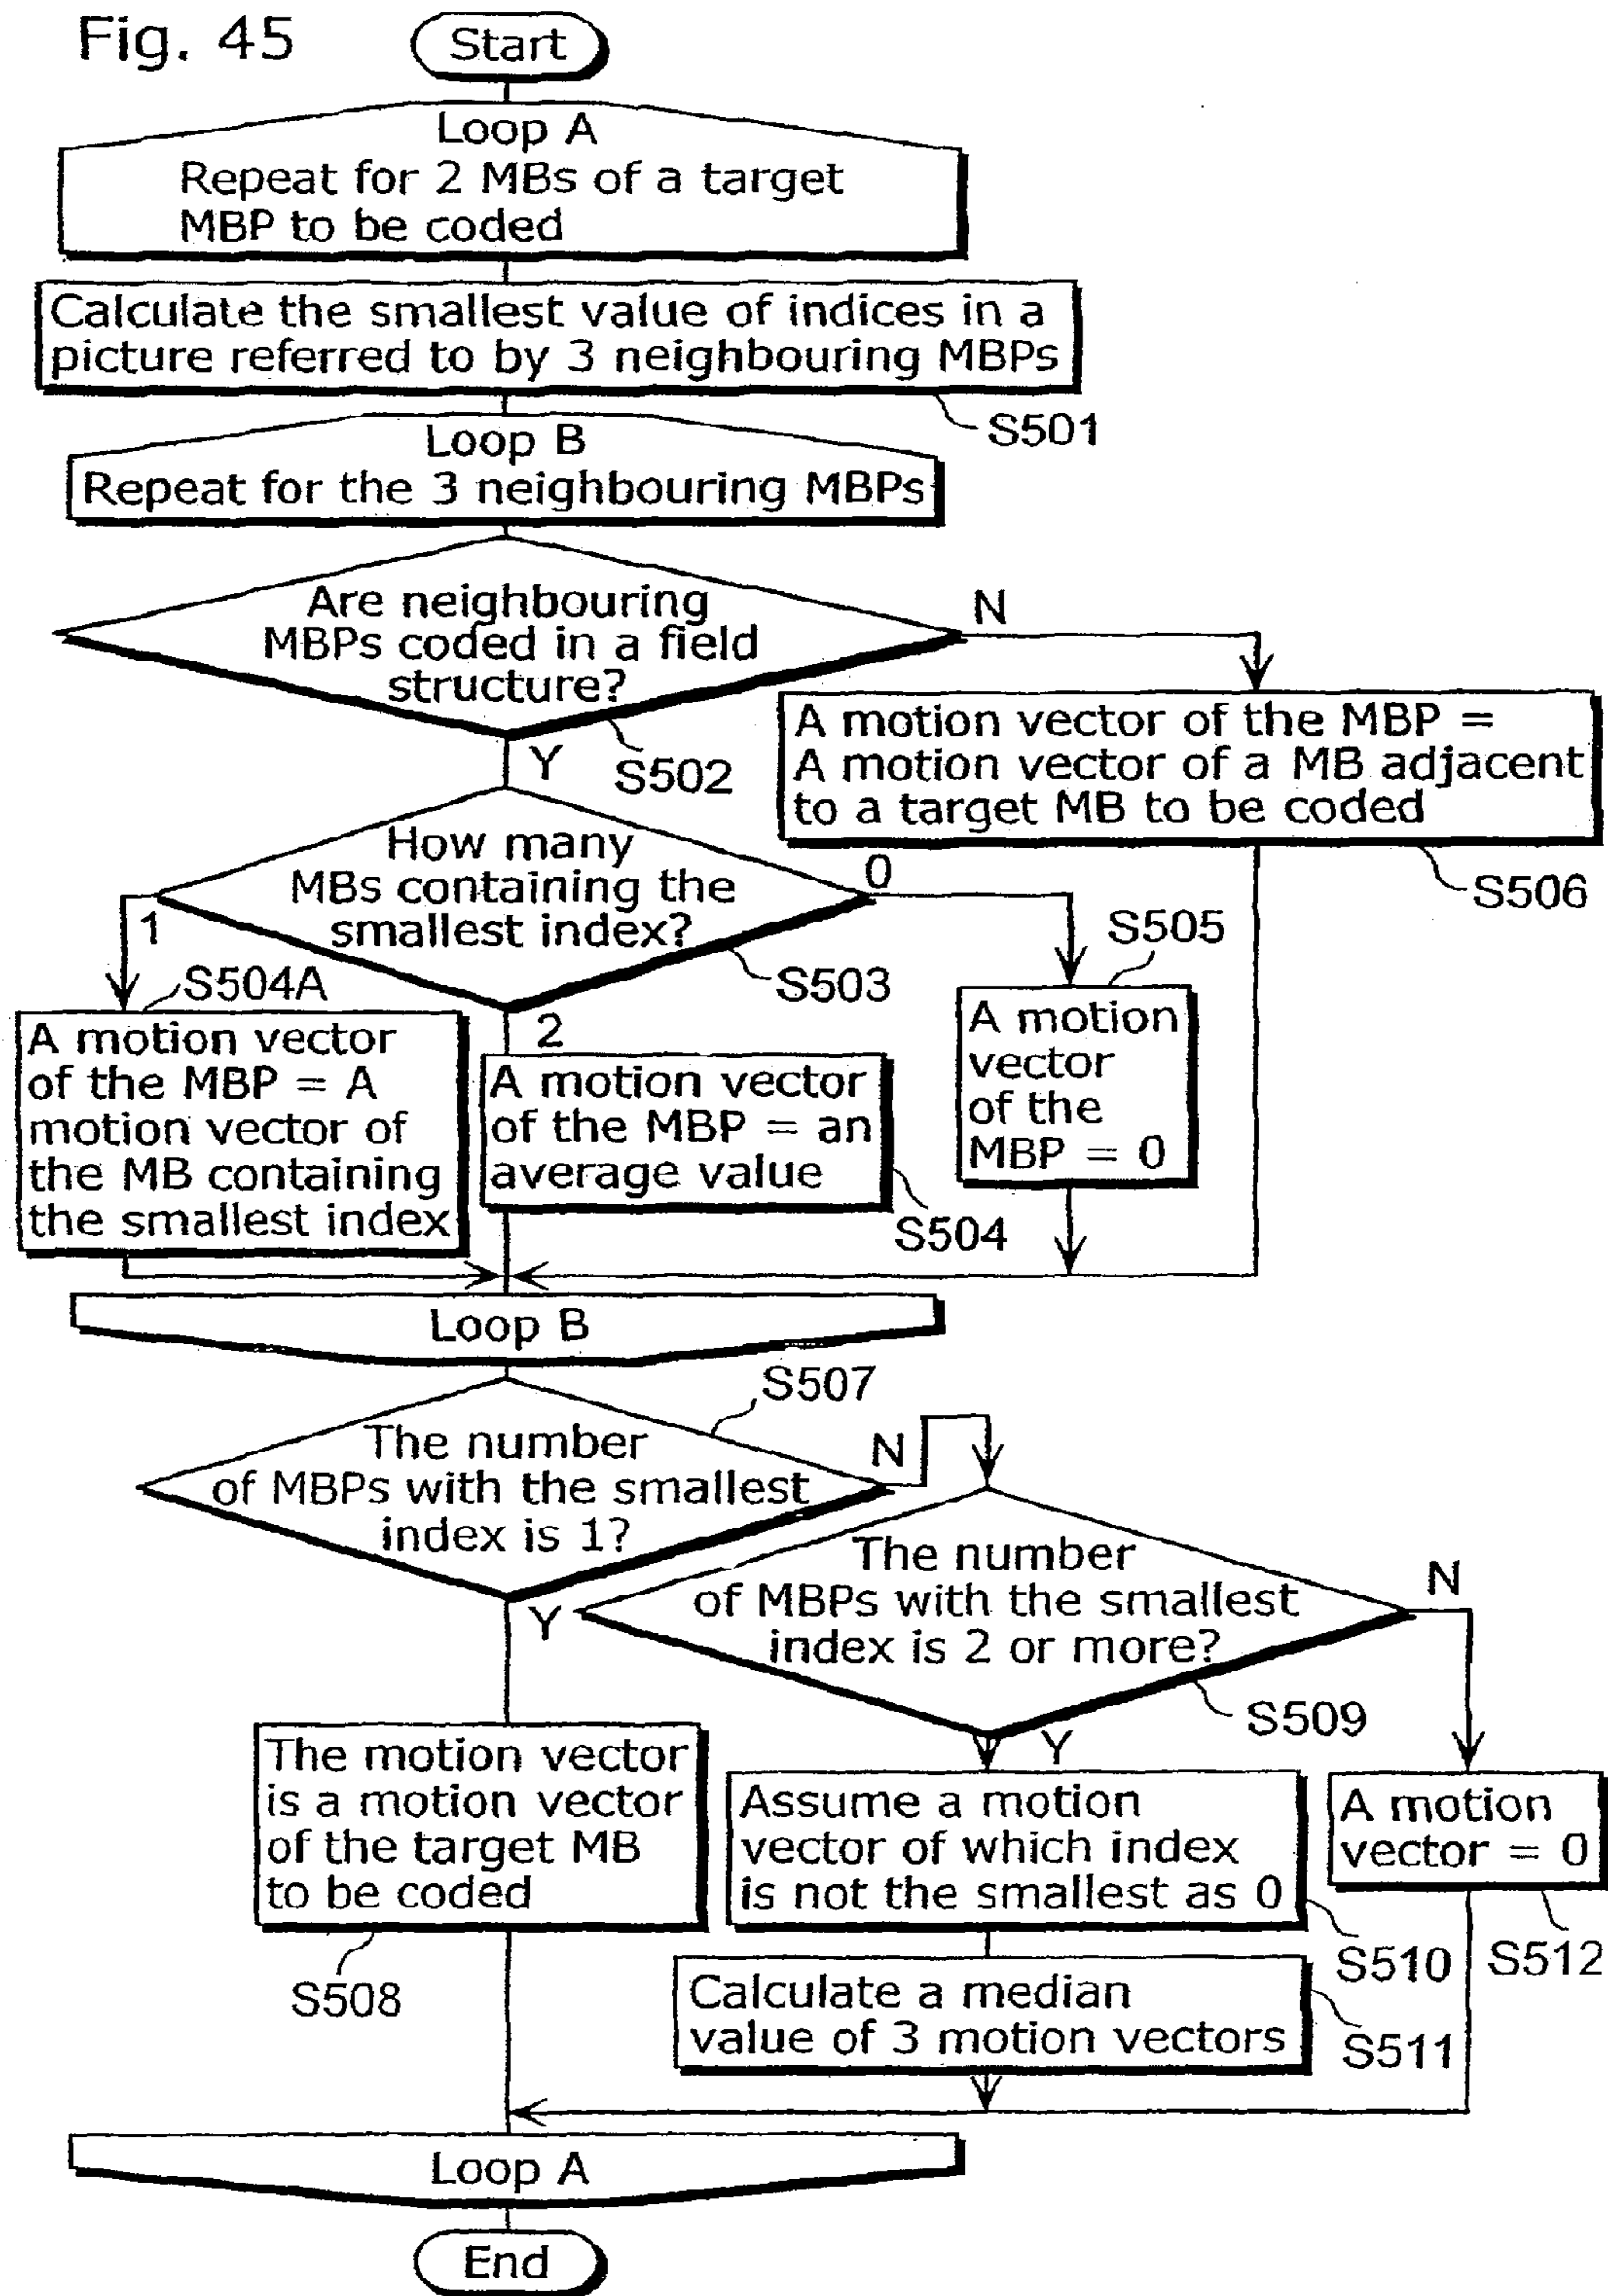 Fig. 45
Start
Loop A
Repeat for 2 MBs of a target
MBP to be coded
Calculate the smallest value of indices in a
picture referred to by 3 neighbouring MBPs
S501
Loop B
Repeat for the 3 neighbouring MBPs
Are neighbouring
MBPs coded in a field
structure?
N
Y
S502
A motion vector of the MBP =
A motion vector of a MB adjacent
to a target MB to be coded
S506
How many
MBs containing the
smallest index?
0
1
2
S503
S505
S504A
A motion vector
of the MBP = A
motion vector of
the MB containing
the smallest index
A motion vector
of the MBP = an
average value
S504
A motion
vector
of the
MBP = 0
Loop B
S507
The number
of MBPs with the smallest
index is 1?
N
Y
The number
of MBPs with the smallest
index is 2 or more?
N
S509
Y
The motion vector
is a motion vector
of the target MB
to be coded
S508
Assume a motion
vector of which index
is not the smallest as 0
S510
A motion
vector = 0
S512
Calculate a median
value of 3 motion vectors
S511
Loop A
End